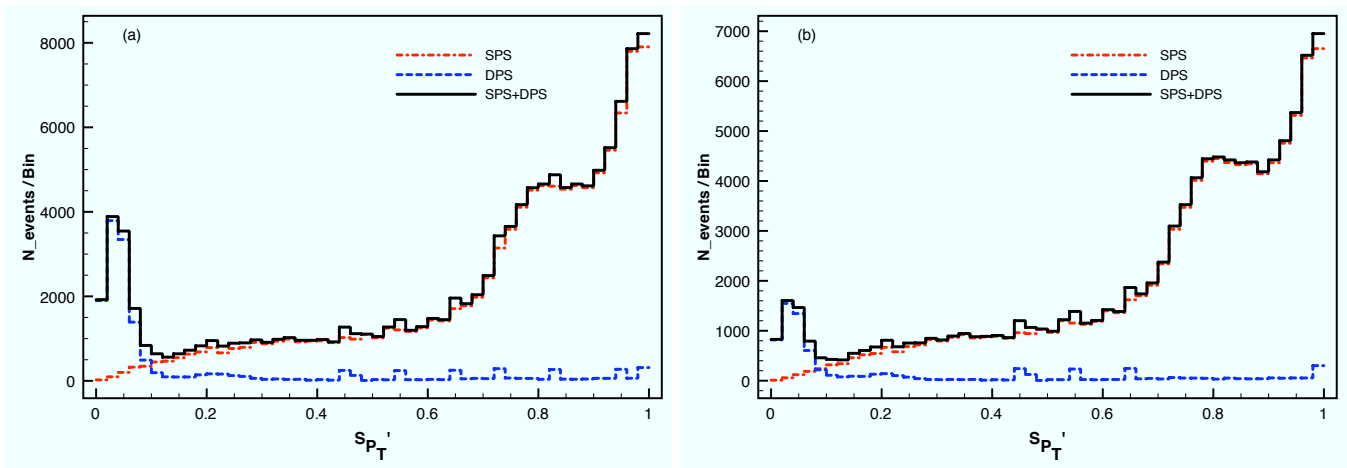 (a)
SPS
DPS
SPS+DPS
8000
6000
4000
2000
0
N_events / Bin
0 0.2 0.4 0.6 0.8 1
S_{P_T}'
(b)
SPS
DPS
SPS+DPS
7000
6000
5000
4000
3000
2000
1000
0
N_events / Bin
0 0.2 0.4 0.6 0.8 1
S_{P_T}'